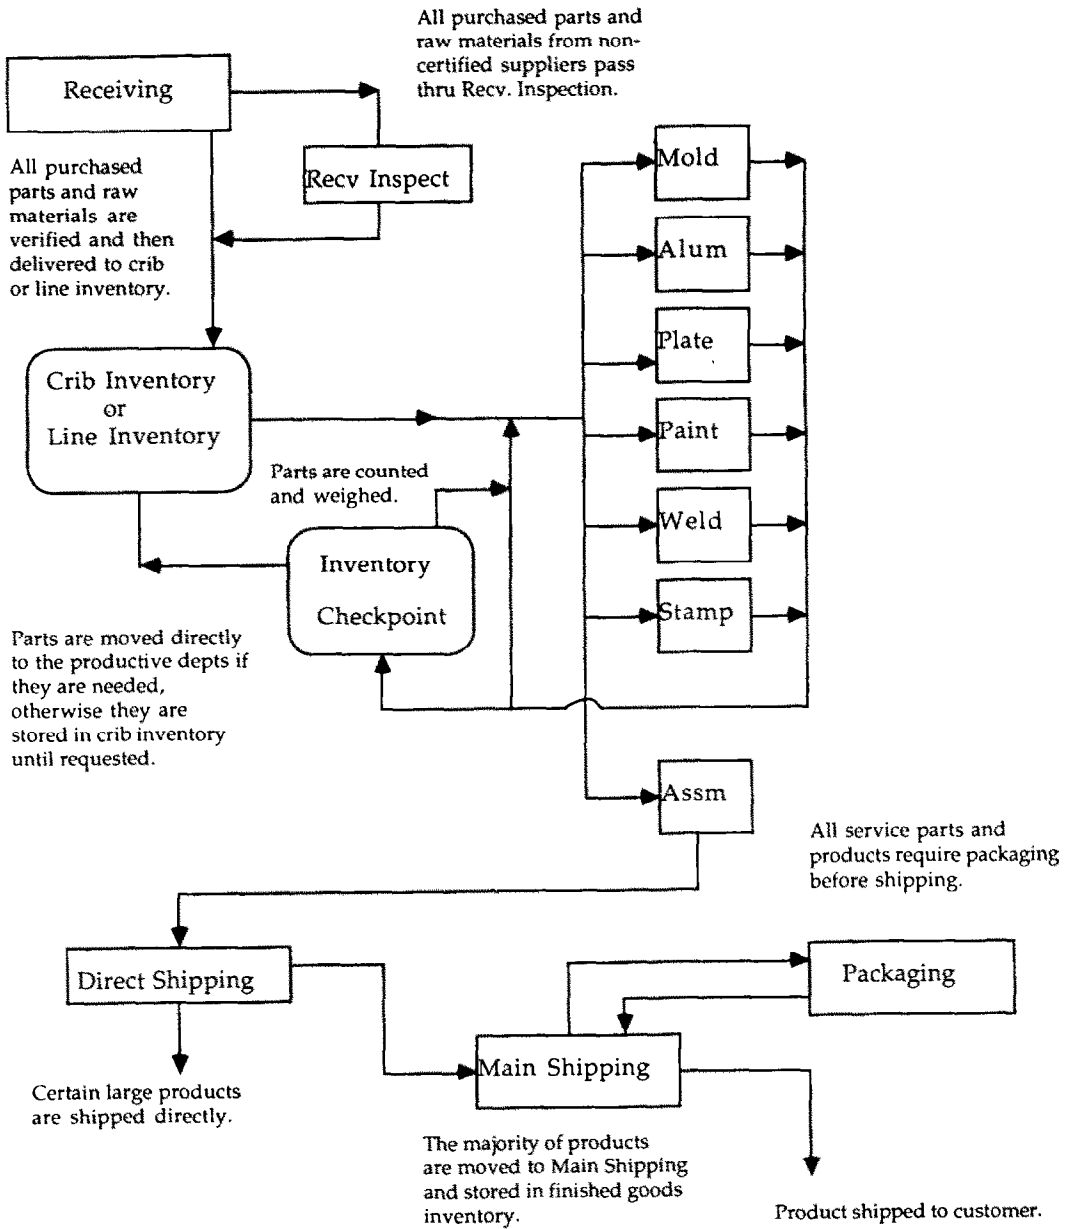 All purchased parts and
raw materials from non-
certified suppliers pass
thru Recv. Inspection.
Receiving
Recv Inspect
All purchased
parts and raw
materials are
verified and then
delivered to crib
or line inventory.
Mold
Alum
Plate
Paint
Weld
Stamp
Crib Inventory
or
Line Inventory
Parts are counted
and weighed.
Inventory
Checkpoint
Parts are moved directly
to the productive depts if
they are needed,
otherwise they are
stored in crib inventory
until requested.
Assm
All service parts and
products require packaging
before shipping.
Direct Shipping
Packaging
Main Shipping
Certain large products
are shipped directly.
The majority of products
are moved to Main Shipping
and stored in finished goods
inventory.
Product shipped to customer.